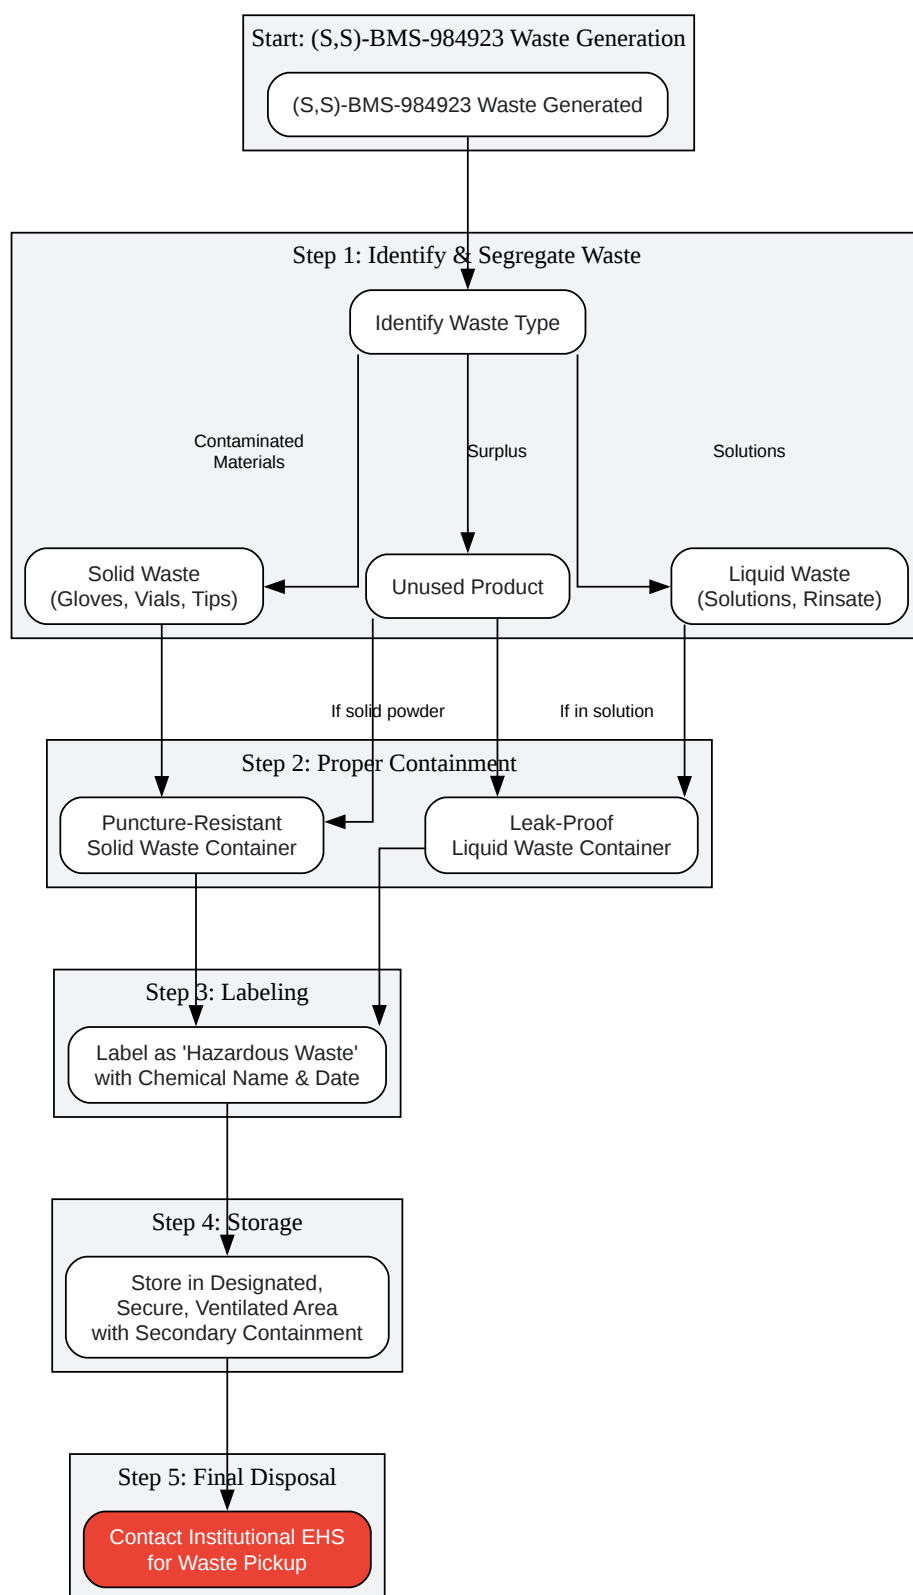 Start: (S,S)-BMS-984923 Waste Generation
(S,S)-BMS-984923 Waste Generated
Step 1: Identify & Segregate Waste
Identify Waste Type
Contaminated
Materials
Surplus
Solutions
Solid Waste
(Gloves, Vials, Tips)
Unused Product
Liquid Waste
(Solutions, Rinsate)
If solid powder
If in solution
Step 2: Proper Containment
Puncture-Resistant
Solid Waste Container
Leak-Proof
Liquid Waste Container
Step 3: Labeling
Label as 'Hazardous Waste'
with Chemical Name & Date
Step 4: Storage
Store in Designated,
Secure, Ventilated Area
with Secondary Containment
Step 5: Final Disposal
Contact Institutional EHS
for Waste Pickup